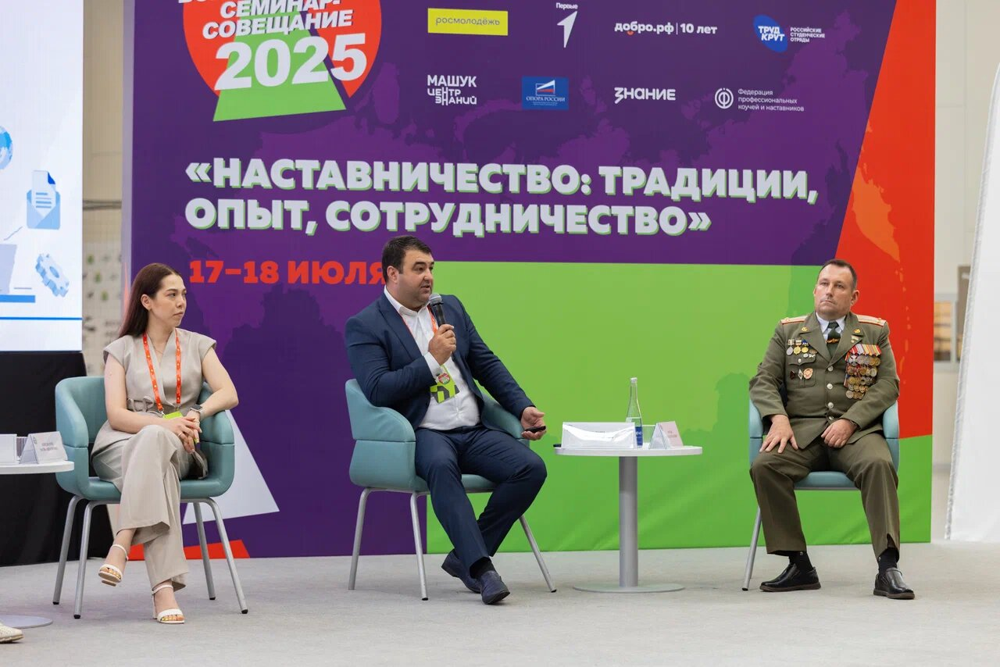 СЕМИНАР-
СОВЕЩАНИЕ
2025
росмолодёжь
Первые
добро.рф | 10 лет
ТРУД
КРУТ
РОССИЙСКИЕ
СТУДЕНЧЕСКИЕ
ОТРЯДЫ
МАШУК
ЦЕНТР
ЗНАНИЙ
ОПОРА РОССИИ
ЗНАНИЕ
Федерация
профессиональных
коучей и наставников
«НАСТАВНИЧЕСТВО: ТРАДИЦИИ,
ОПЫТ, СОТРУДНИЧЕСТВО»
17–18 ИЮЛЯ